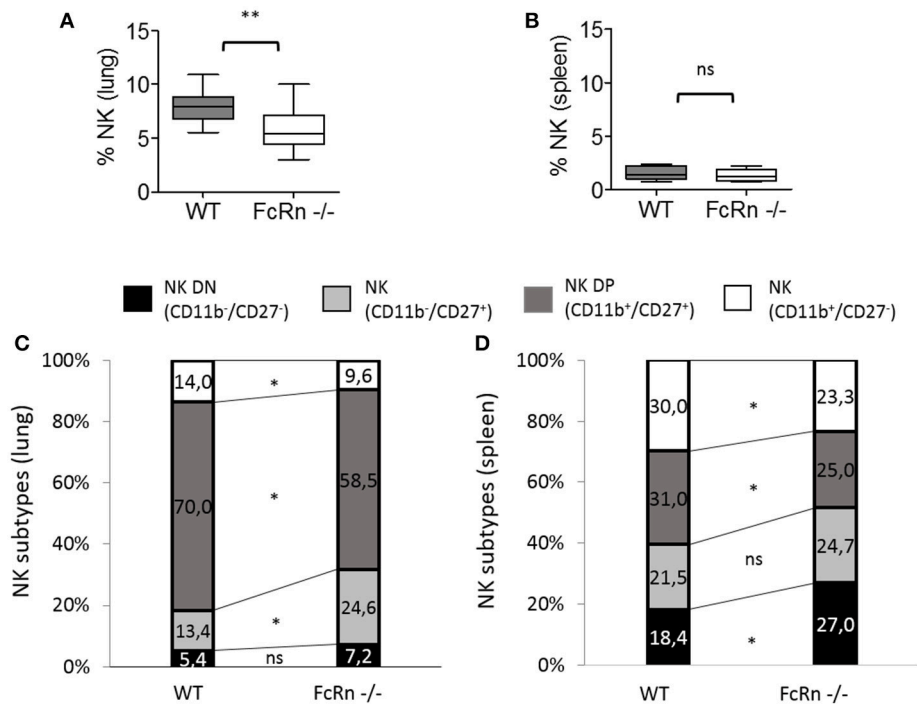 A
% NK (lung)
15
10
5
0
**
WT
FcRn -/-
B
% NK (spleen)
15
10
5
0
ns
WT
FcRn -/-
NK DN
(CD11b⁻/CD27⁻)
NK
(CD11b⁻/CD27⁺)
NK DP
(CD11b⁺/CD27⁺)
NK
(CD11b⁺/CD27⁻)
C
NK subtypes (lung)
100%
80%
60%
40%
20%
0%
14,0
*
9,6
70,0
*
58,5
13,4
*
24,6
5,4
ns
7,2
WT
FcRn -/-
D
NK subtypes (spleen)
100%
80%
60%
40%
20%
0%
30,0
*
23,3
31,0
*
25,0
21,5
ns
24,7
18,4
*
27,0
WT
FcRn -/-